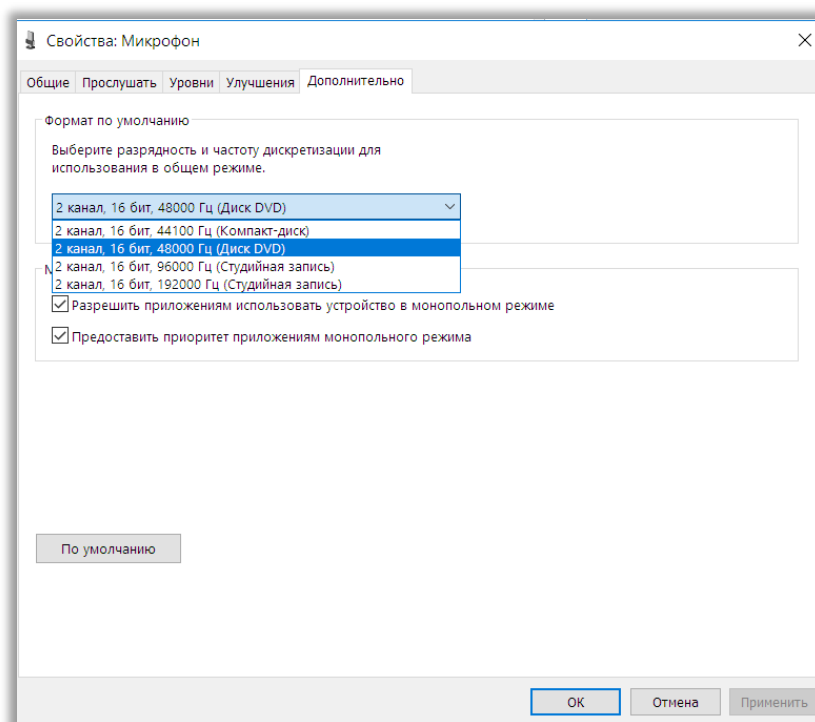 Свойства: Микрофон
Общие Прослушать Уровни Улучшения Дополнительно
Формат по умолчанию
Выберите разрядность и частоту дискретизации для
использования в общем режиме.
2 канал, 16 бит, 48000 Гц (Диск DVD)
2 канал, 16 бит, 44100 Гц (Компакт-диск)
2 канал, 16 бит, 48000 Гц (Диск DVD)
2 канал, 16 бит, 96000 Гц (Студийная запись)
2 канал, 16 бит, 192000 Гц (Студийная запись)
Разрешить приложениям использовать устройство в монопольном режиме
Предоставить приоритет приложениям монопольного режима
По умолчанию
ОК Отмена Применить